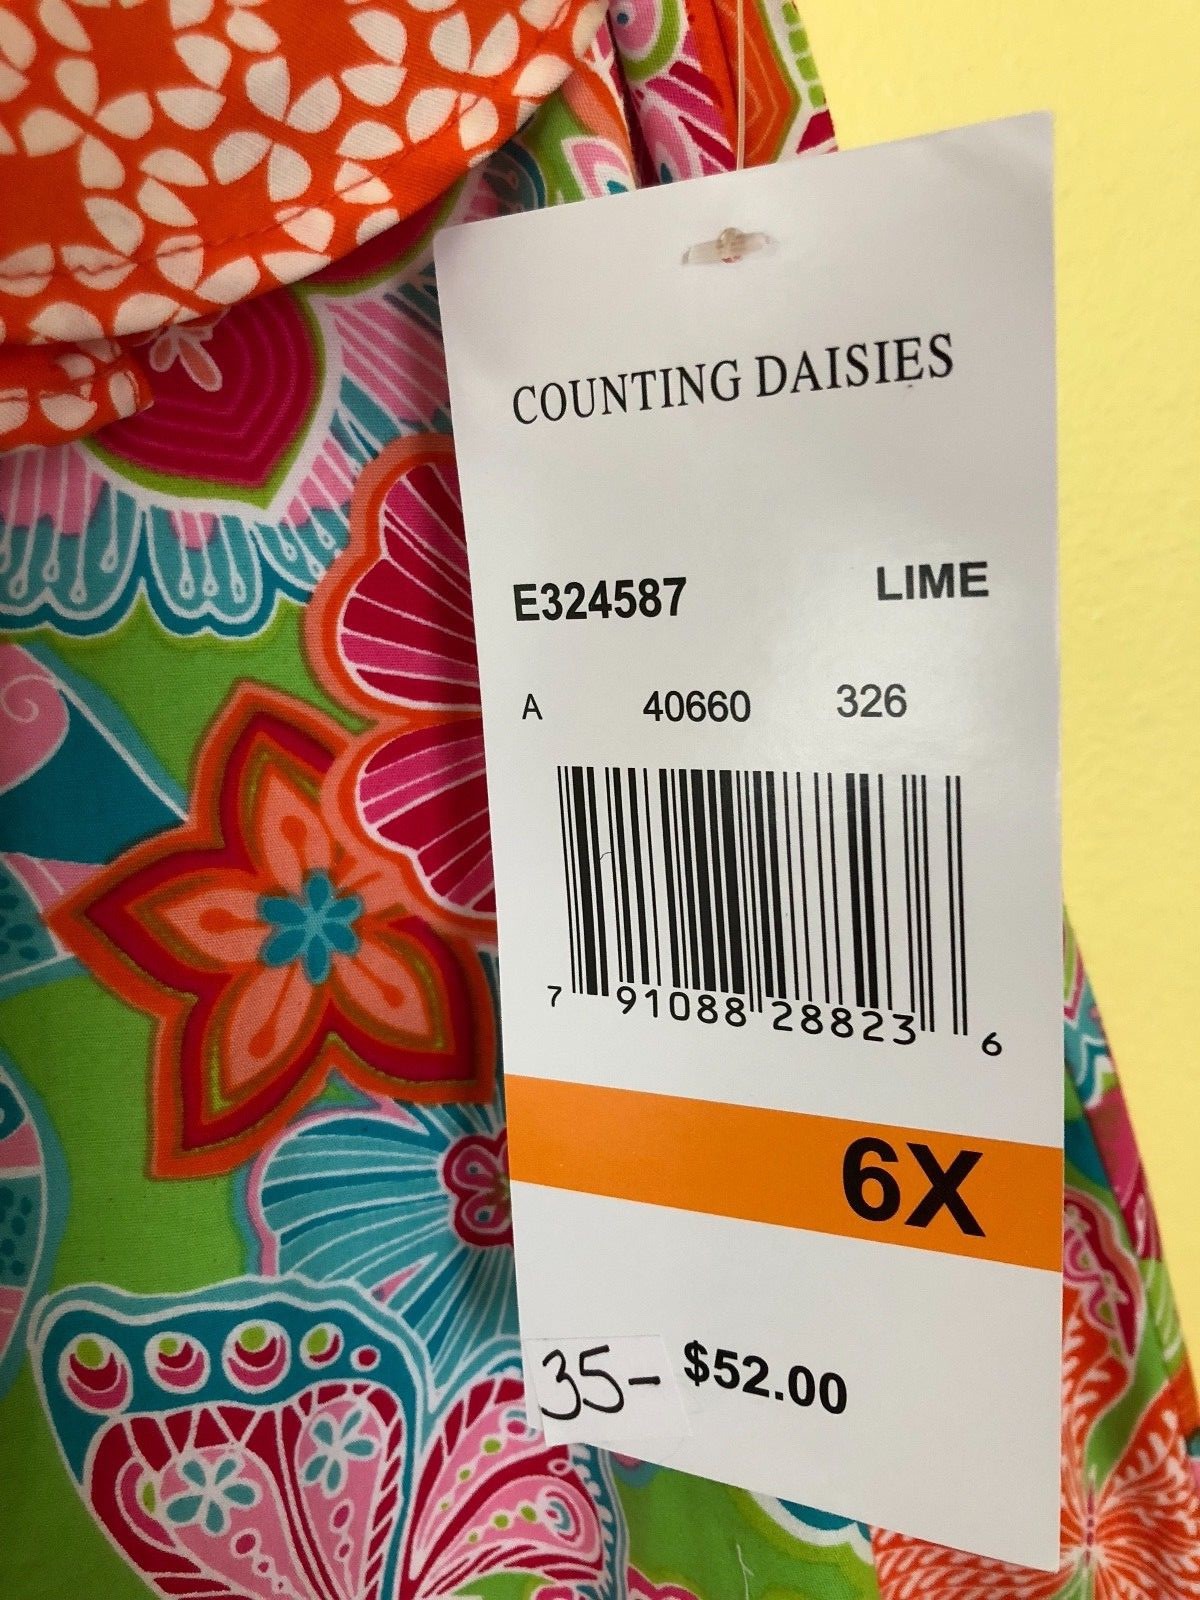 COUNTING DAISIES
E324587 LIME
A 40660 326
7 91088 28823 6
6X
35- $52.00